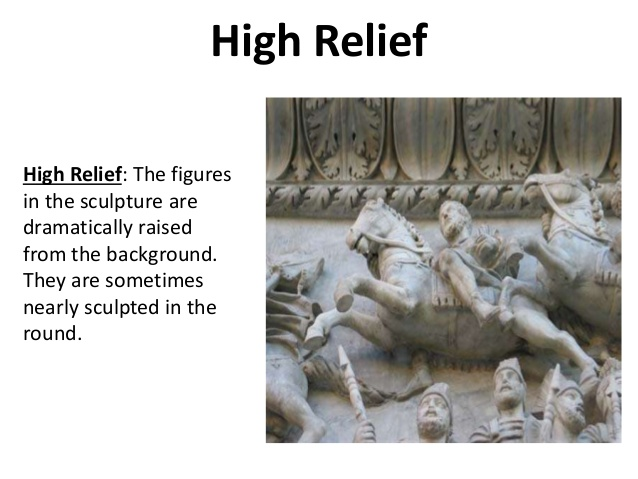 High Relief
High Relief: The figures
in the sculpture are
dramatically raised
from the background.
They are sometimes
nearly sculpted in the
round.